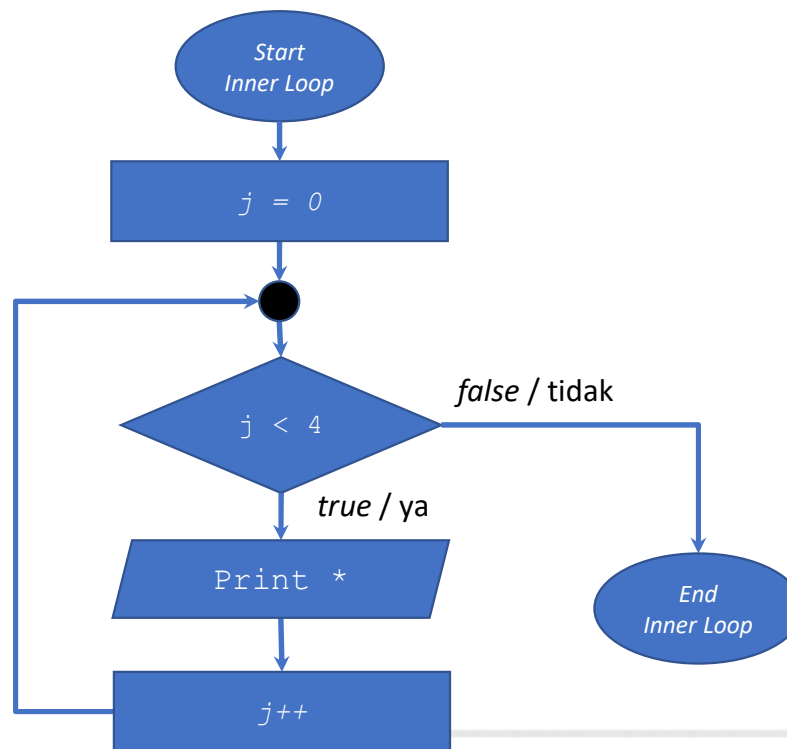 Start
Inner Loop
j = 0
j < 4
false / tidak
true / ya
Print *
End
Inner Loop
j++